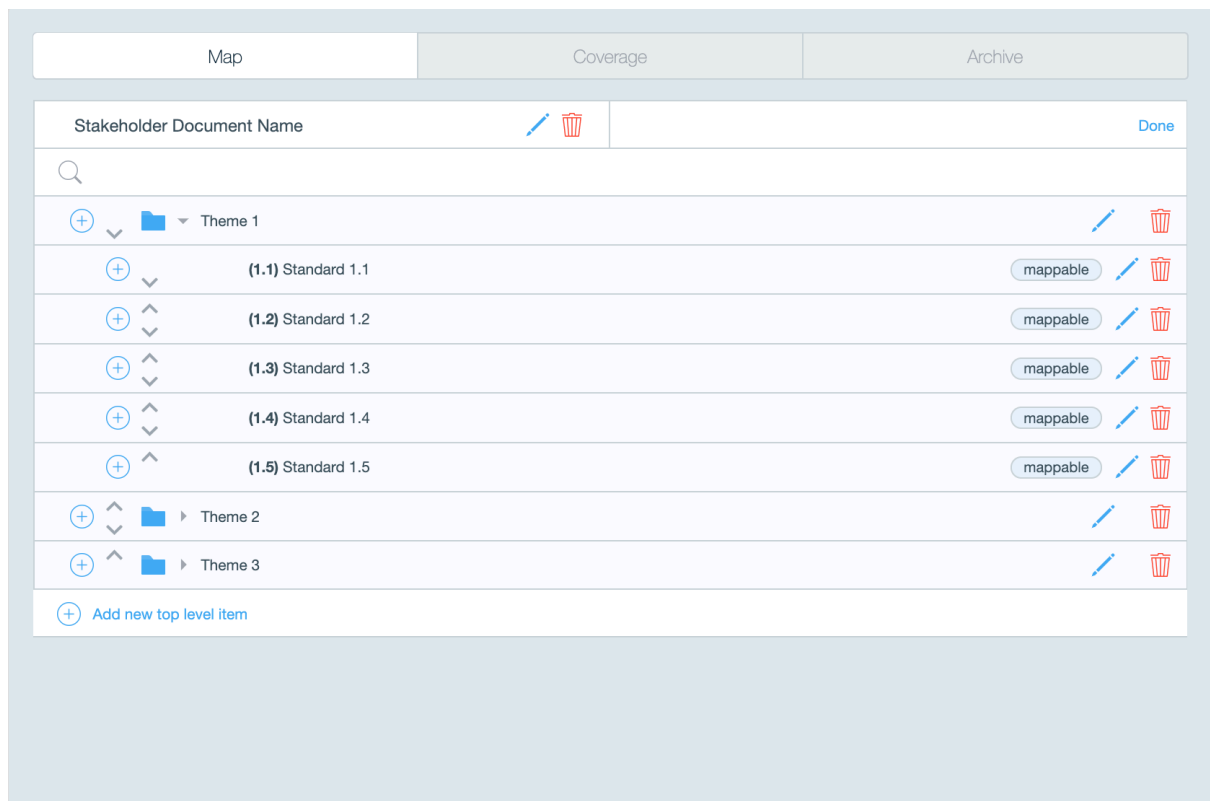 Map Coverage Archive
Stakeholder Document Name Done
Theme 1
(1.1) Standard 1.1 mappable
(1.2) Standard 1.2 mappable
(1.3) Standard 1.3 mappable
(1.4) Standard 1.4 mappable
(1.5) Standard 1.5 mappable
Theme 2
Theme 3
Add new top level item